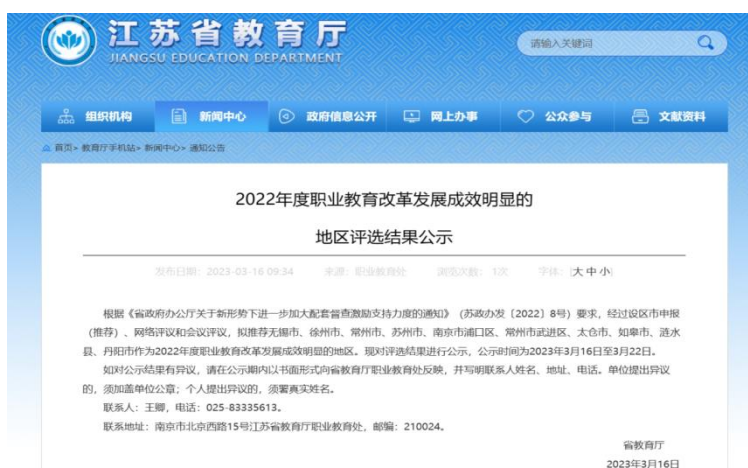 江苏省教育厅
JIANGSU EDUCATION DEPARTMENT
请输入关键词
组织机构 新闻中心 政府信息公开 网上办事 公众参与 文献资料
首页> 教育厅手机站> 新闻中心> 通知公告
2022年度职业教育改革发展成效明显的
地区评选结果公示
发布日期：2023-03-16 09:34 来源：职业教育处 浏览次数：1次 字体：[大 中 小]
根据《省政府办公厅关于新形势下进一步加大配套督查激励支持力度的通知》（苏政办发〔2022〕8号）要求，经过设区市申报
（推荐）、网络评议和会议评议，拟推荐无锡市、徐州市、常州市、苏州市、南京市浦口区、常州市武进区、太仓市、如皋市、涟水
县、丹阳市作为2022年度职业教育改革发展成效明显的地区。现对评选结果进行公示，公示时间为2023年3月16日至3月22日。
如对公示结果有异议，请在公示期内以书面形式向省教育厅职业教育处反映，并写明联系人姓名、地址、电话。单位提出异议
的，须加盖单位公章；个人提出异议的，须署真实姓名。
联系人：王卿，电话：025-83335613。
联系地址：南京市北京西路15号江苏省教育厅职业教育处，邮编：210024。
省教育厅
2023年3月16日